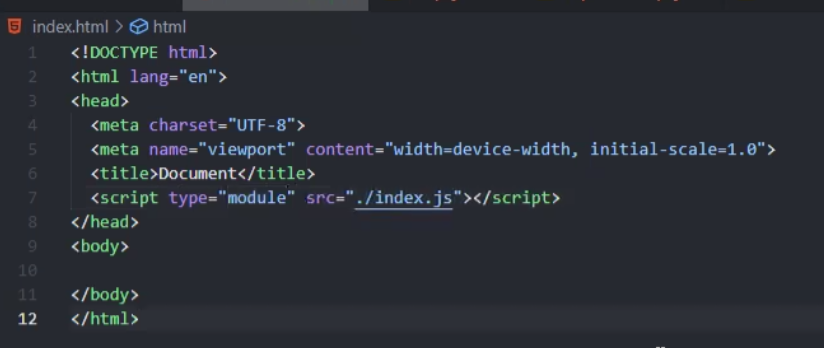 index.html > html
1 <!DOCTYPE html>
2 <html lang="en">
3 <head>
4 <meta charset="UTF-8">
5 <meta name="viewport" content="width=device-width, initial-scale=1.0">
6 <title>Document</title>
7 <script type="module" src="./index.js"></script>
8 </head>
9 <body>
10
11 </body>
12 </html>